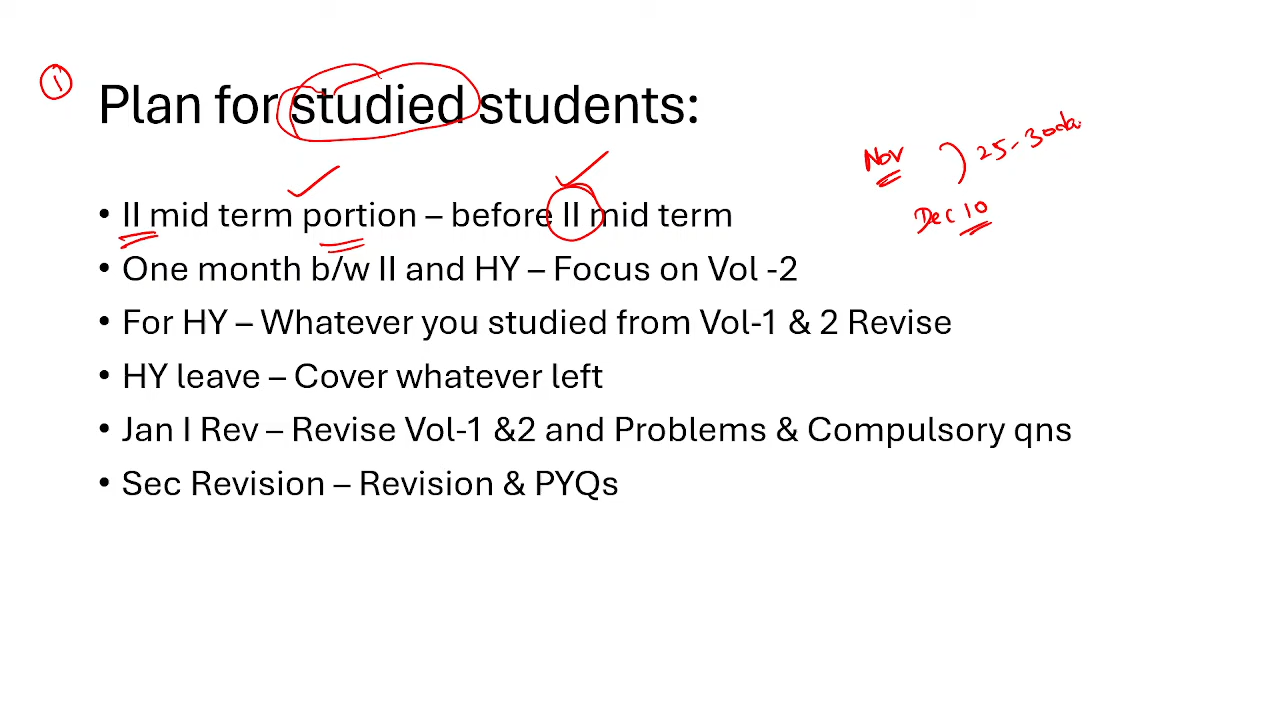 1
Plan for studied students:
Nov ) 25-30da
Dec 10
• II mid term portion – before II mid term
• One month b/w II and HY – Focus on Vol -2
• For HY – Whatever you studied from Vol-1 & 2 Revise
• HY leave – Cover whatever left
• Jan I Rev – Revise Vol-1 &2 and Problems & Compulsory qns
• Sec Revision – Revision & PYQs